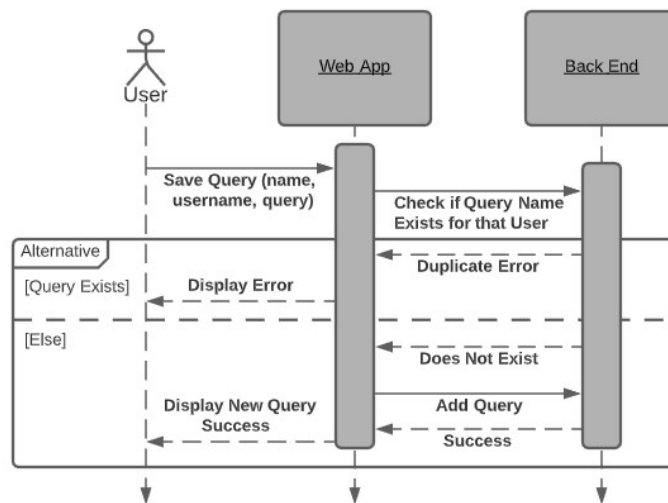 User
Web App
Back End
Save Query (name,
username, query)
Check if Query Name
Exists for that User
Alternative
[Query Exists]
Duplicate Error
Display Error
[Else]
Does Not Exist
Display New Query
Success
Add Query
Success